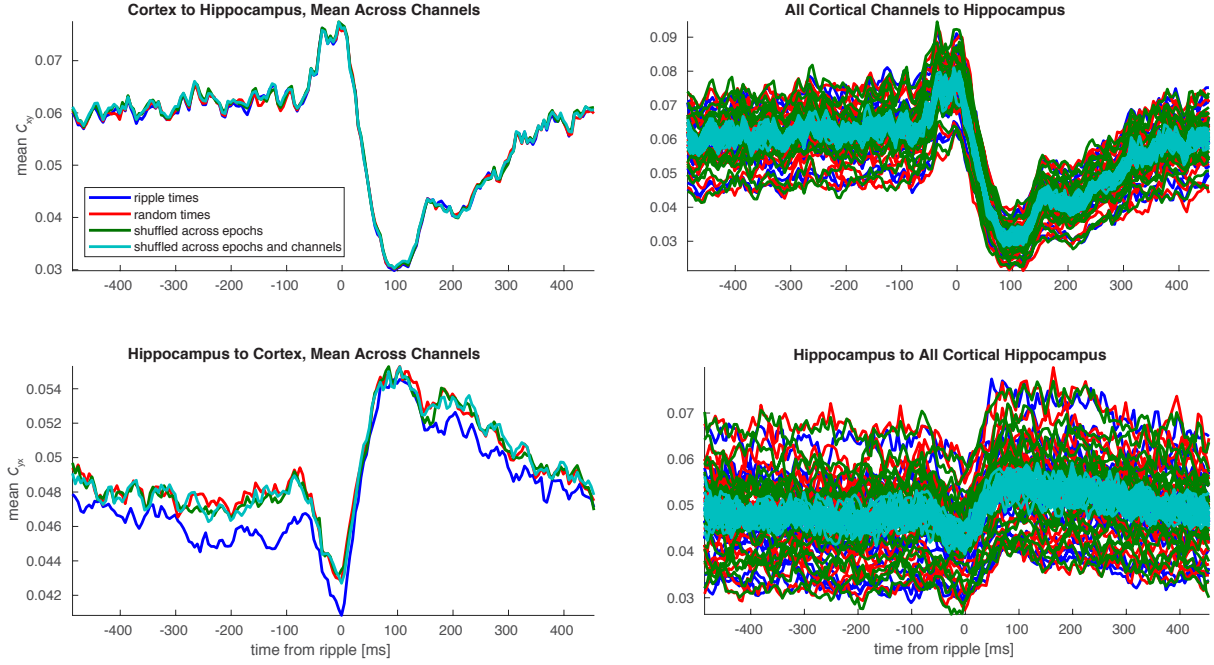 Cortex to Hippocampus, Mean Across Channels
mean Cxy
0.07
0.06
0.05
0.04
0.03
ripple times
random times
shuffled across epochs
shuffled across epochs and channels
-400 -300 -200 -100 0 100 200 300 400
All Cortical Channels to Hippocampus
0.09
0.08
0.07
0.06
0.05
0.04
0.03
-400 -300 -200 -100 0 100 200 300 400
Hippocampus to Cortex, Mean Across Channels
mean Cyx
0.054
0.052
0.05
0.048
0.046
0.044
0.042
-400 -300 -200 -100 0 100 200 300 400
time from ripple [ms]
Hippocampus to All Cortical Hippocampus
0.07
0.06
0.05
0.04
0.03
-400 -300 -200 -100 0 100 200 300 400
time from ripple [ms]